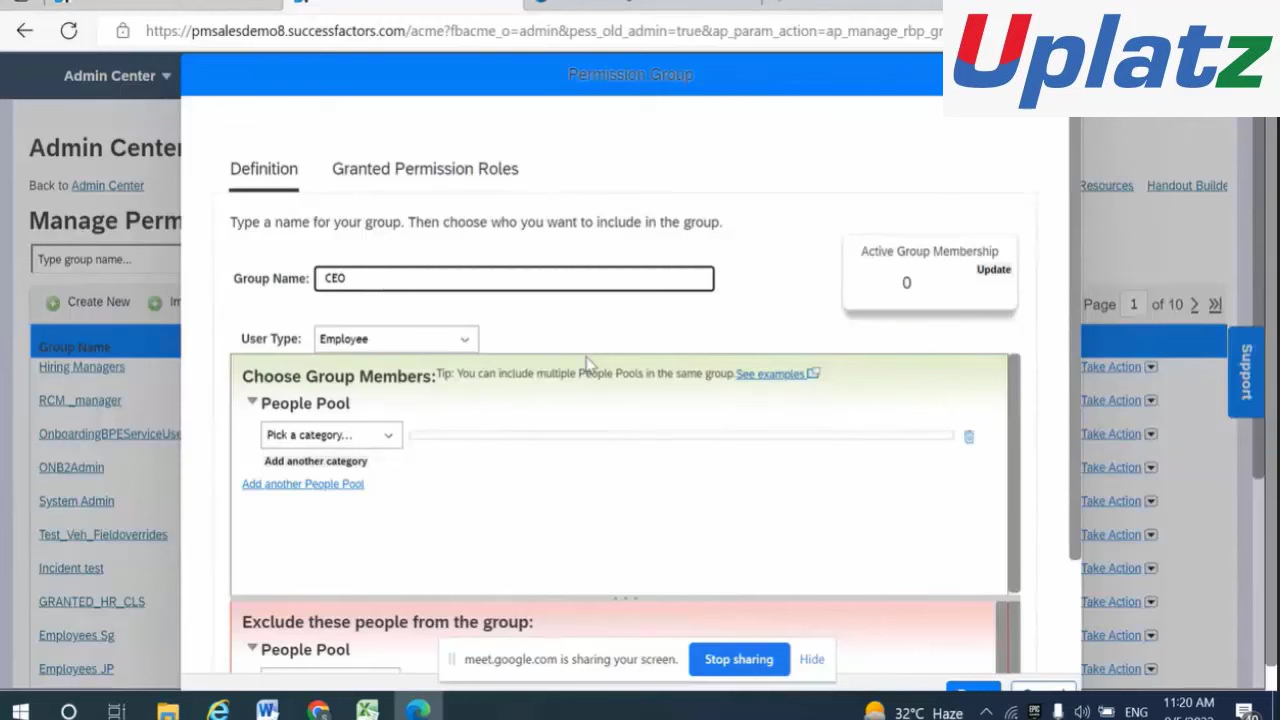 https://pmsalesdemo8.successfactors.com/acme?fbacme_o=admin&pess_old_admin=true&ap_param_action=ap_manage_rbp_gr
Uplatz
Admin Center
Permission Group
Admin Center
Back to Admin Center
Resources
Handout Builde
Manage Perm
Type group name...
Create New
Im
Page 1 of 10
Group Name
Definition
Granted Permission Roles
Type a name for your group. Then choose who you want to include in the group.
Active Group Membership
Update
0
Group Name: CEO
User Type: Employee
Choose Group Members: Tip: You can include multiple People Pools in the same group. See examples
People Pool
Pick a category...
Add another category
Add another People Pool
Exclude these people from the group:
People Pool
Hiring Managers
Take Action
RCM _manager
Take Action
OnboardingBPEServiceUse
Take Action
ONB2Admin
Take Action
System Admin
Take Action
Test_Veh_Fieldoverrides
Take Action
Incident test
Take Action
GRANTED_HR_CLS
Take Action
Employees Sg
Take Action
Employees JP
Take Action
Support
meet.google.com is sharing your screen.
Stop sharing
Hide
32°C Haze
ENG
11:20 AM